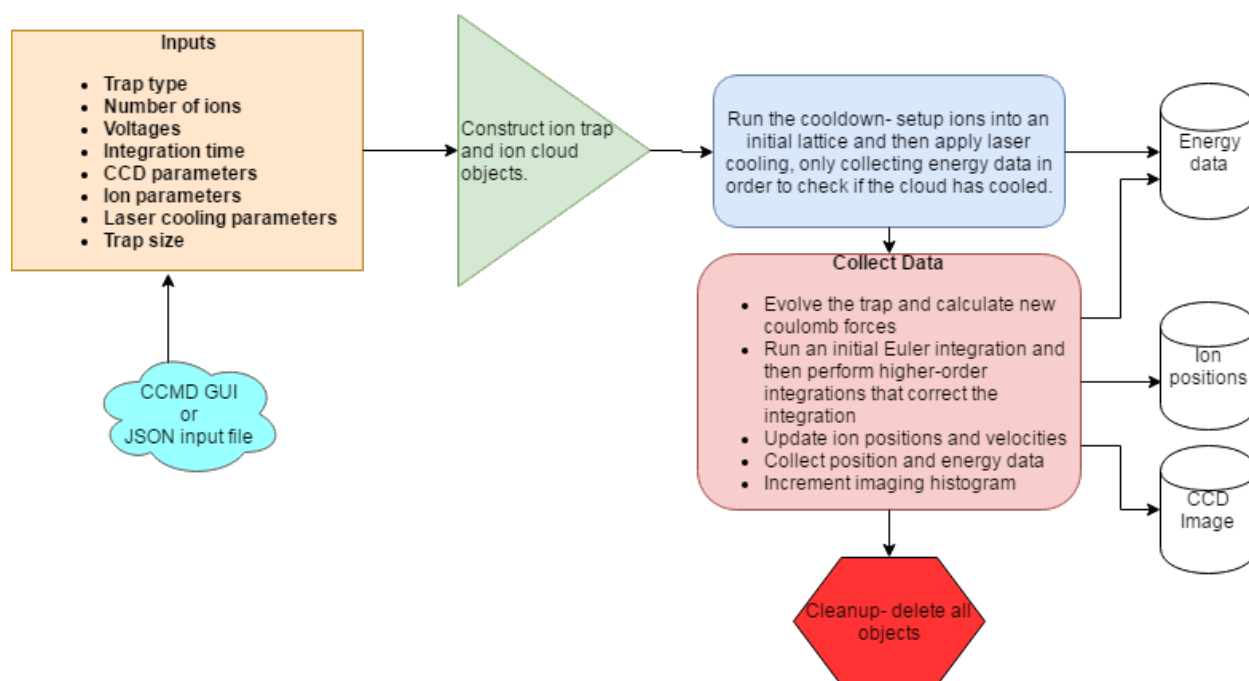 Inputs
• Trap type
• Number of ions
• Voltages
• Integration time
• CCD parameters
• Ion parameters
• Laser cooling parameters
• Trap size
CCMD GUI
or
JSON input file
Construct ion trap
and ion cloud
objects.
Run the cooldown- setup ions into an
initial lattice and then apply laser
cooling, only collecting energy data in
order to check if the cloud has cooled.
Collect Data
• Evolve the trap and calculate new
coulomb forces
• Run an initial Euler integration and
then perform higher-order
integrations that correct the
integration
• Update ion positions and velocities
• Collect position and energy data
• Increment imaging histogram
Energy
data
Ion
positions
CCD
Image
Cleanup- delete all
objects